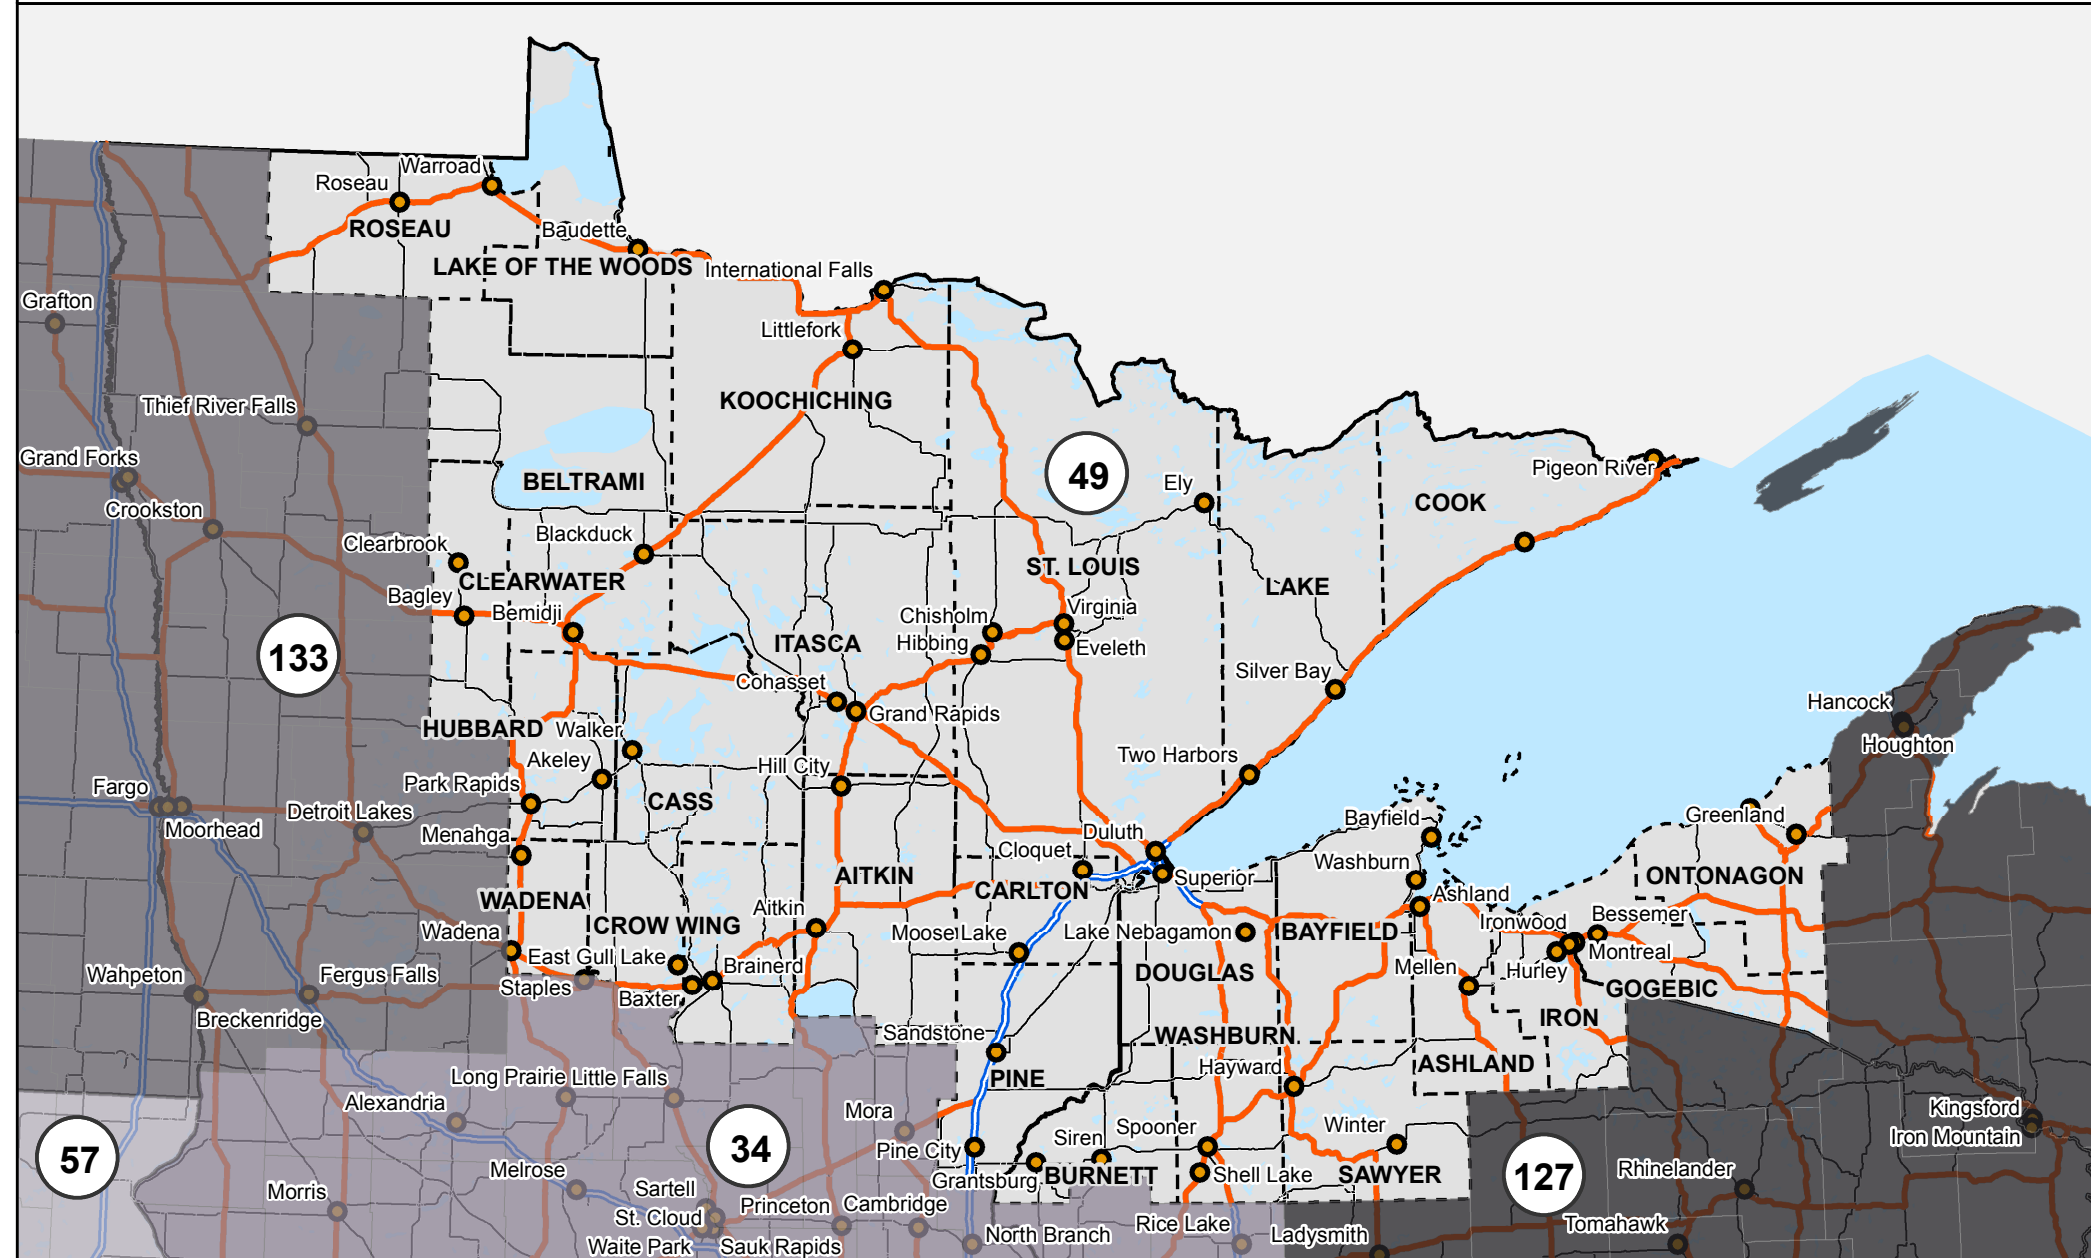 Warroad
Roseau
ROSEAU
Baudette
LAKE OF THE WOODS
International Falls
Grafton
Littlefork
KOOCHICHING
Thief River Falls
Grand Forks
49
Pigeon River
BELTRAMI
Ely
COOK
Crookston
Blackduck
Clearbrook
CLEARWATER
ST. LOUIS
LAKE
Bagley
Bemidji
Virginia
Chisholm
Hibbing
ITASCA
Eveleth
133
Silver Bay
Cohasset
Grand Rapids
Hancock
HUBBARD
Walker
Houghton
Akeley
Hill City
Two Harbors
Park Rapids
Fargo
CASS
Detroit Lakes
Bayfield
Greenland
Moorhead
Menahga
Duluth
Cloquet
Washburn
AITKIN
CARLTON
Superior
ONTONAGON
WADENA
Ashland
Aitkin
Ironwood
Bessemer
CROW WING
Wadena
Moose Lake
Lake Nebagamon
BAYFIELD
East Gull Lake
Brainerd
Montreal
Wahpeton
Fergus Falls
Staples
Baxter
DOUGLAS
Mellen
Hurley
GOGEBIC
Breckenridge
Sandstone
WASHBURN
IRON
Long Prairie
Little Falls
PINE
Hayward
ASHLAND
Alexandria
Mora
Kingsford
Iron Mountain
57
34
Pine City
Siren
Spooner
Winter
Melrose
Grantsburg
BURNETT
Shell Lake
SAWYER
127
Rhinelander
Morris
Sartell
Princeton
Cambridge
St. Cloud
Waite Park
Sauk Rapids
North Branch
Rice Lake
Ladysmith
Tomahawk